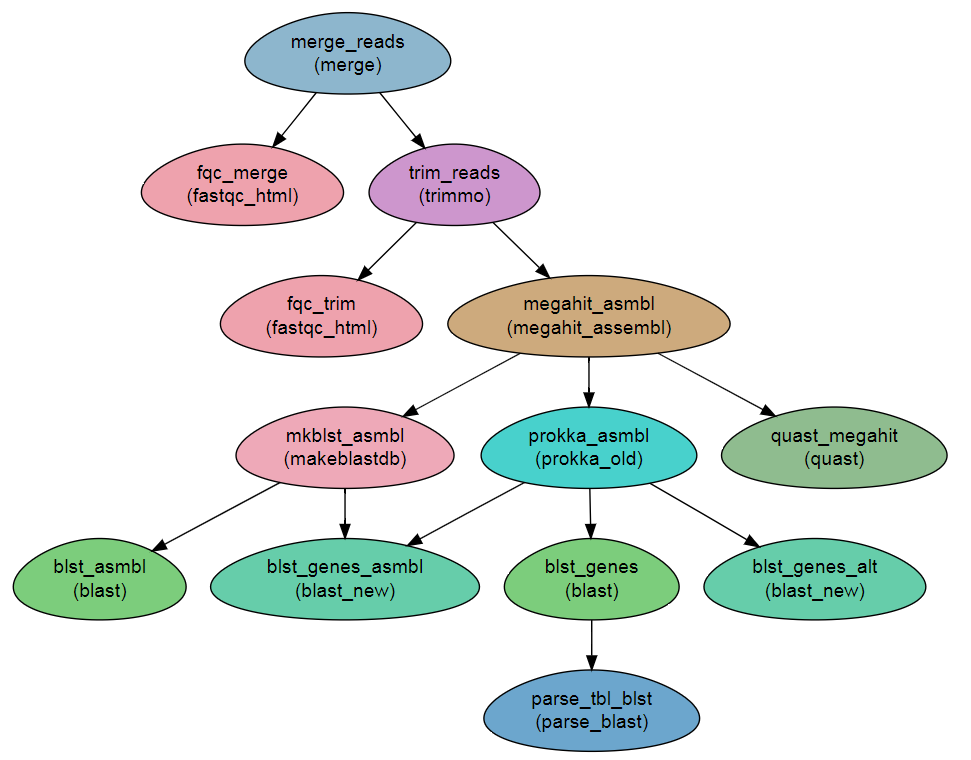 merge_reads
(merge)
fqc_merge
(fastqc_html)
trim_reads
(trimmo)
fqc_trim
(fastqc_html)
megahit_asmbl
(megahit_assembl)
mkblst_asmbl
(makeblastdb)
prokka_asmbl
(prokka_old)
quast_megahit
(quast)
blst_asmbl
(blast)
blst_genes_asmbl
(blast_new)
blst_genes
(blast)
blst_genes_alt
(blast_new)
parse_tbl_blst
(parse_blast)